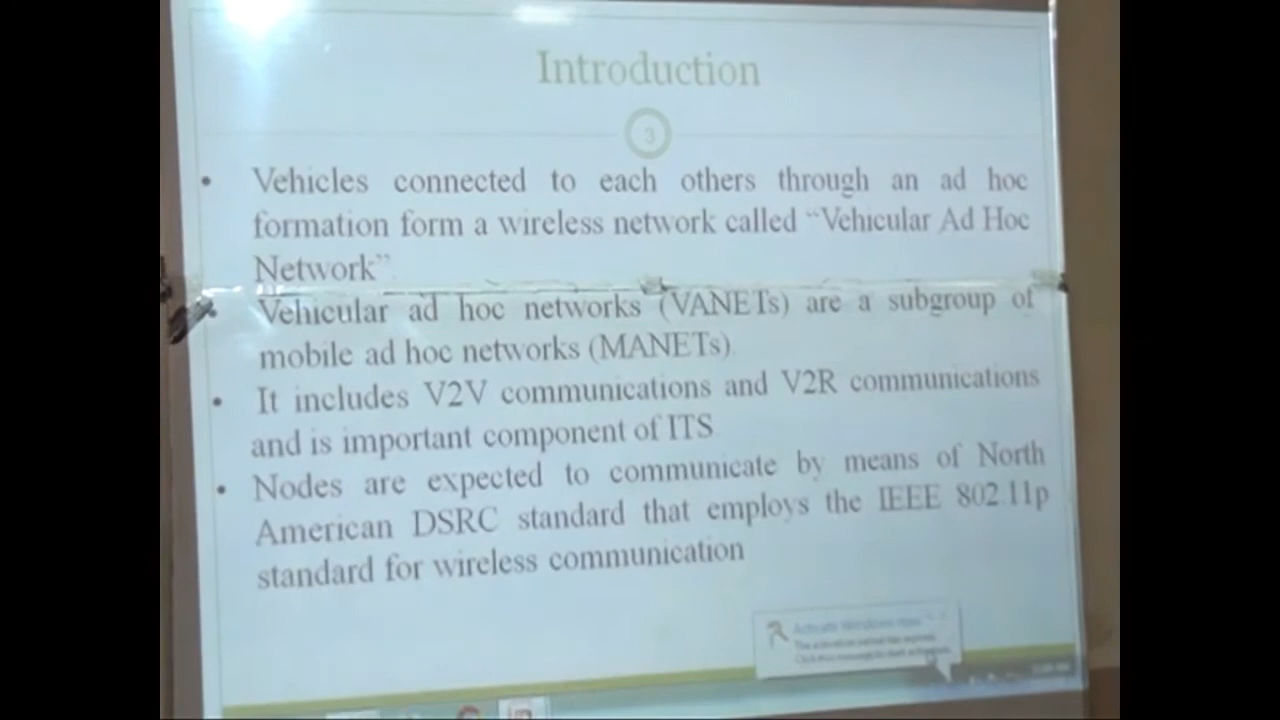 Introduction
3
• Vehicles connected to each others through an ad hoc
formation form a wireless network called “Vehicular Ad Hoc
Network”
• Vehicular ad hoc networks (VANETs) are a subgroup of
mobile ad hoc networks (MANETs)
• It includes V2V communications and V2R communications
and is important component of ITS
• Nodes are expected to communicate by means of North
American DSRC standard that employs the IEEE 802.11p
standard for wireless communication
Activate Windows now